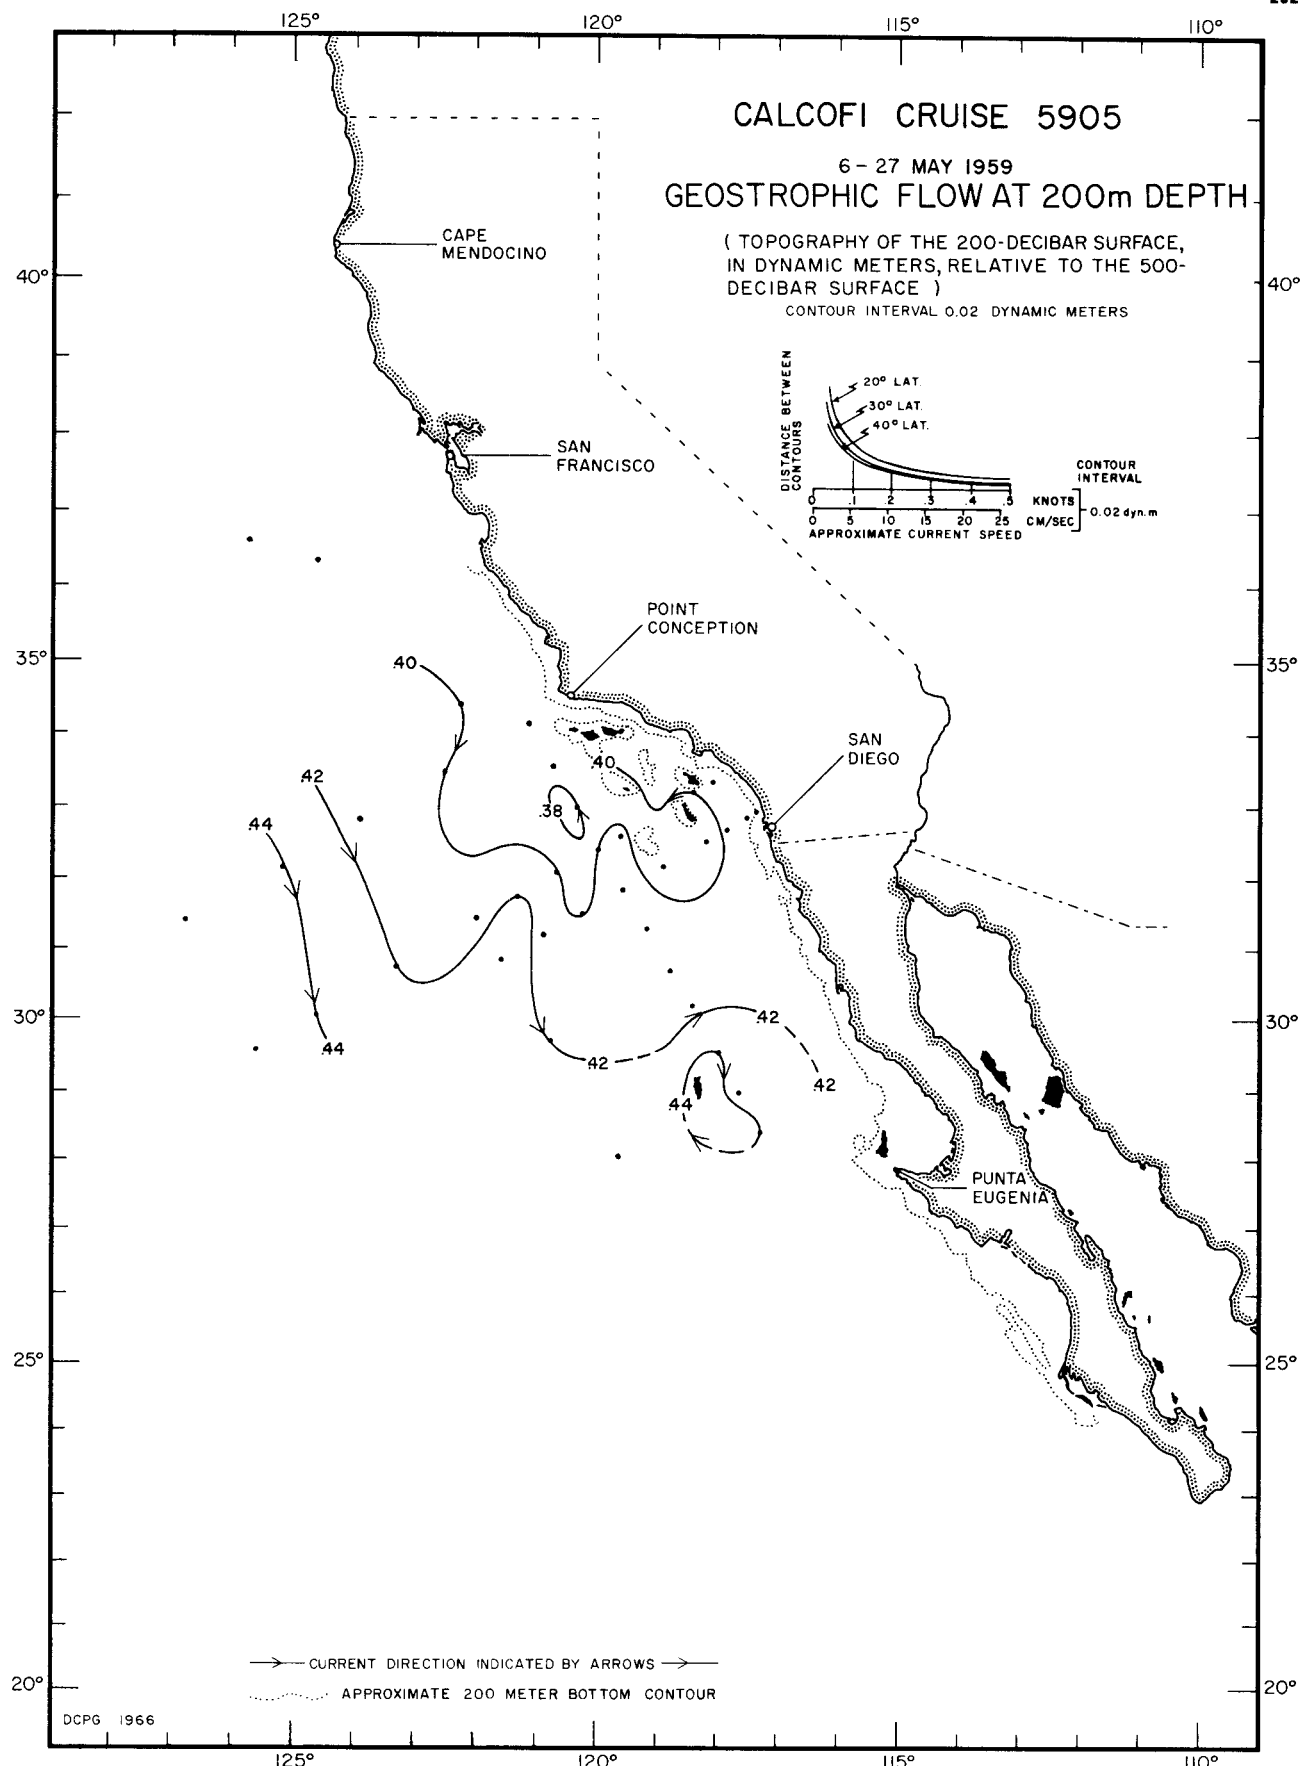 125°
120°
115°
110°
CALCOFI CRUISE 5905
6 – 27 MAY 1959
GEOSTROPHIC FLOW AT 200m DEPTH
( TOPOGRAPHY OF THE 200-DECIBAR SURFACE,
IN DYNAMIC METERS, RELATIVE TO THE 500-
DECIBAR SURFACE )
CONTOUR INTERVAL 0.02 DYNAMIC METERS
CAPE
MENDOCINO
40°
40°
DISTANCE BETWEEN
CONTOURS
20° LAT.
30° LAT.
40° LAT.
CONTOUR
INTERVAL
0 .1 .2 .3 .4 .5 KNOTS
0 5 10 15 20 25 CM/SEC
0.02 dyn.m
APPROXIMATE CURRENT SPEED
SAN
FRANCISCO
POINT
CONCEPTION
35°
35°
.40
SAN
DIEGO
.40
.42
.38
.44
30°
30°
.42
.44
.42
.42
.44
PUNTA
EUGENIA
25°
25°
CURRENT DIRECTION INDICATED BY ARROWS
APPROXIMATE 200 METER BOTTOM CONTOUR
20°
20°
DCPG 1966
125°
120°
115°
110°